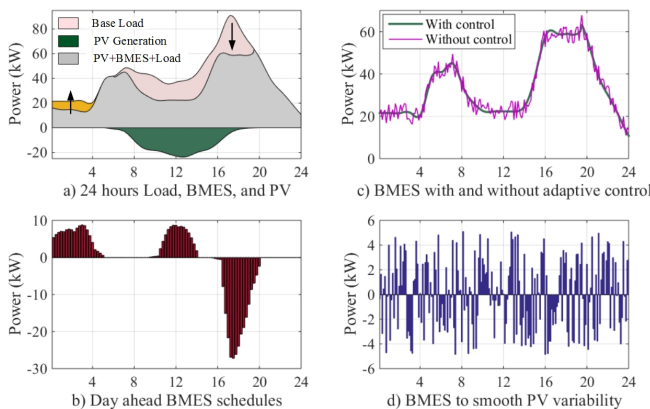 Base Load
PV Generation
PV+BMES+Load
Power (kW)
80
60
40
20
0
-20
4 8 12 16 20 24
a) 24 hours Load, BMES, and PV
With control
Without control
Power (kW)
60
40
20
0
4 8 12 16 20 24
c) BMES with and without adaptive control
Power (kW)
10
0
-10
-20
-30
4 8 12 16 20 24
b) Day ahead BMES schedules
Power (kW)
6
4
2
0
-2
-4
-6
4 8 12 16 20 24
d) BMES to smooth PV variability